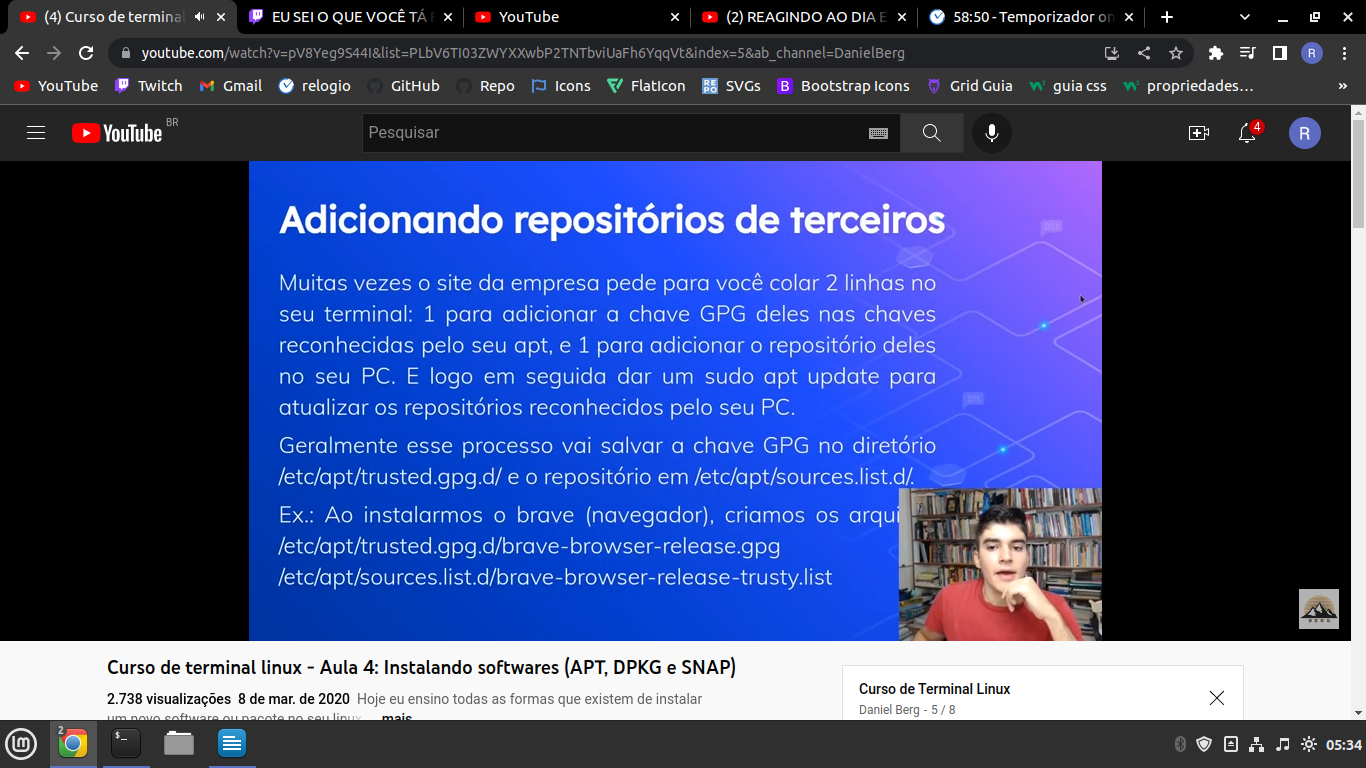 (4) Curso de terminal
EU SEI O QUE VOCÊ TÁ
YouTube
(2) REAGINDO AO DIA E
58:50 - Temporizador on
youtube.com/watch?v=pV8Yeg9S44I&list=PLbV6TI03ZWYXXwbP2TNTbviUaFh6YqqVt&index=5&ab_channel=DanielBerg
R
YouTube
Twitch
Gmail
relogio
GitHub
Repo
Icons
FlatIcon
SVGs
Bootstrap Icons
Grid Guia
guia css
propriedades…
»
YouTube BR
Pesquisar
4
R
Adicionando repositórios de terceiros
Muitas vezes o site da empresa pede para você colar 2 linhas no
seu terminal: 1 para adicionar a chave GPG deles nas chaves
reconhecidas pelo seu apt, e 1 para adicionar o repositório deles
no seu PC. E logo em seguida dar um sudo apt update para
atualizar os repositórios reconhecidos pelo seu PC.
Geralmente esse processo vai salvar a chave GPG no diretório
/etc/apt/trusted.gpg.d/ e o repositório em /etc/apt/sources.list.d/.
Ex.: Ao instalarmos o brave (navegador), criamos os arqui
/etc/apt/trusted.gpg.d/brave-browser-release.gpg
/etc/apt/sources.list.d/brave-browser-release-trusty.list
001
011
BERG
Curso de terminal linux - Aula 4: Instalando softwares (APT, DPKG e SNAP)
2.738 visualizações 8 de mar. de 2020 Hoje eu ensino todas as formas que existem de instalar
um novo software ou pacote no seu linux ... mais
Curso de Terminal Linux
Daniel Berg - 5 / 8
2
05:34